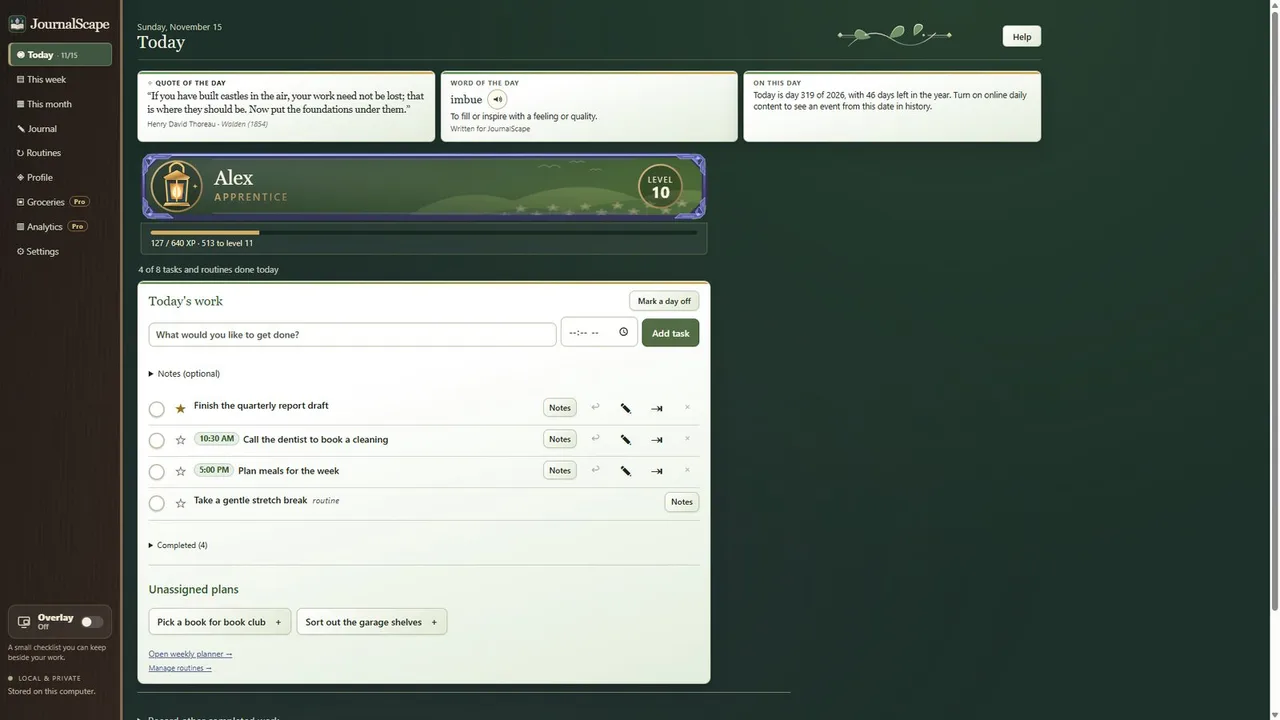 JournalScape
Today · 11/15
This week
This month
Journal
Routines
Profile
Groceries Pro
Analytics Pro
Settings
Overlay
Off
A small checklist you can keep
beside your work.
LOCAL & PRIVATE
Stored on this computer.
Sunday, November 15
Today
Help
QUOTE OF THE DAY
“If you have built castles in the air, your work need not be lost; that
is where they should be. Now put the foundations under them.”
Henry David Thoreau · Walden (1854)
WORD OF THE DAY
imbue
To fill or inspire with a feeling or quality.
Written for JournalScape
ON THIS DAY
Today is day 319 of 2026, with 46 days left in the year. Turn on online daily
content to see an event from this date in history.
Alex
APPRENTICE
LEVEL
10
127 / 640 XP · 513 to level 11
4 of 8 tasks and routines done today
Today's work
Mark a day off
What would you like to get done?
--:-- --
Add task
Notes (optional)
Finish the quarterly report draft Notes
10:30 AM Call the dentist to book a cleaning Notes
5:00 PM Plan meals for the week Notes
Take a gentle stretch break routine Notes
Completed (4)
Unassigned plans
Pick a book for book club + Sort out the garage shelves +
Open weekly planner →
Manage routines →
Record other completed work